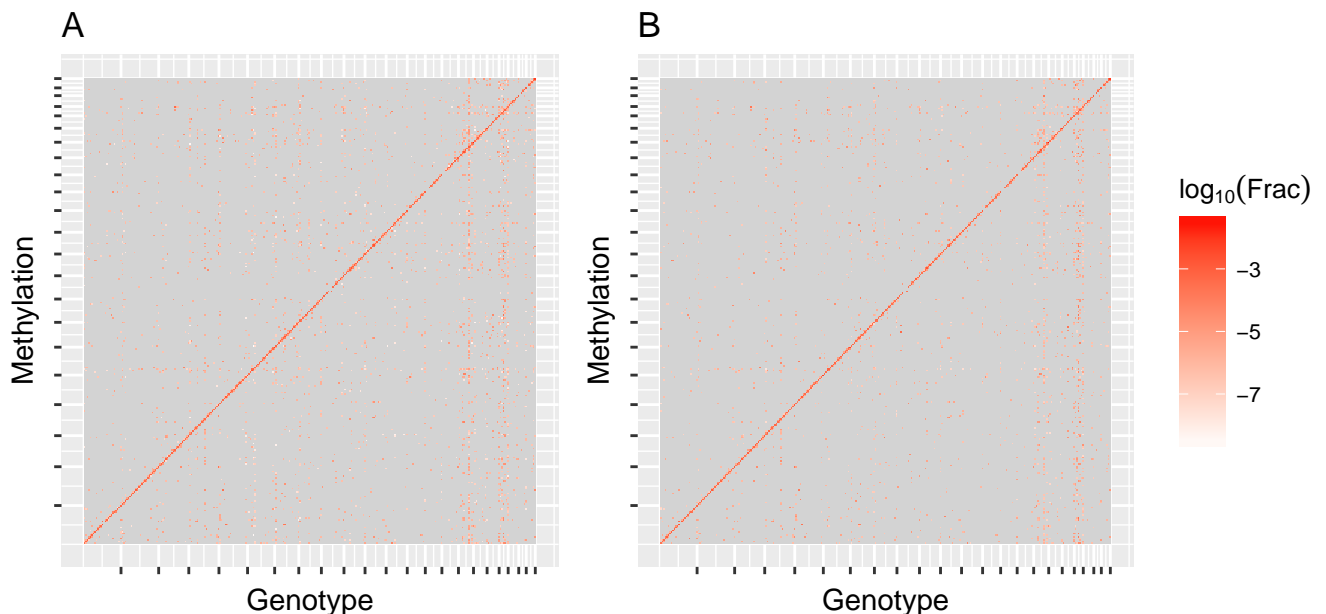 A
B
Methylation
Genotype
Methylation
Genotype
log₁₀(Frac)
−3
−5
−7